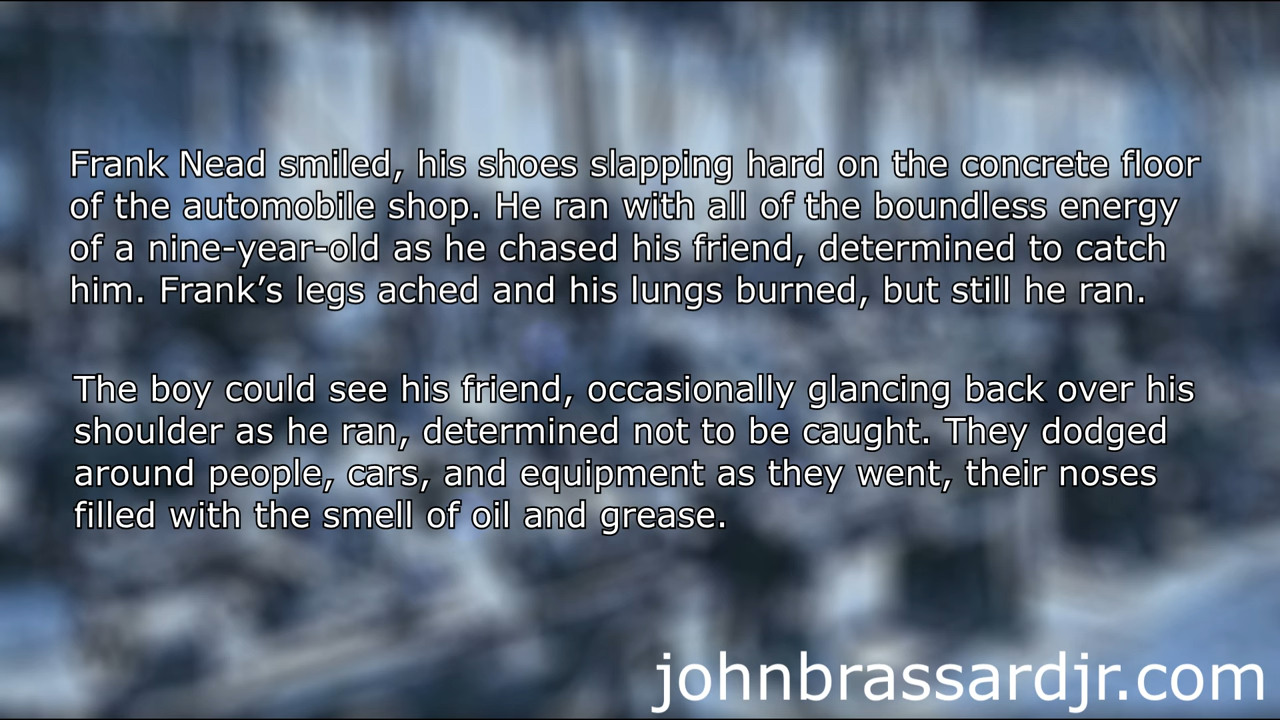 Frank Nead smiled, his shoes slapping hard on the concrete floor
of the automobile shop. He ran with all of the boundless energy
of a nine-year-old as he chased his friend, determined to catch
him. Frank’s legs ached and his lungs burned, but still he ran.
The boy could see his friend, occasionally glancing back over his
shoulder as he ran, determined not to be caught. They dodged
around people, cars, and equipment as they went, their noses
filled with the smell of oil and grease.
johnbrassardjr.com